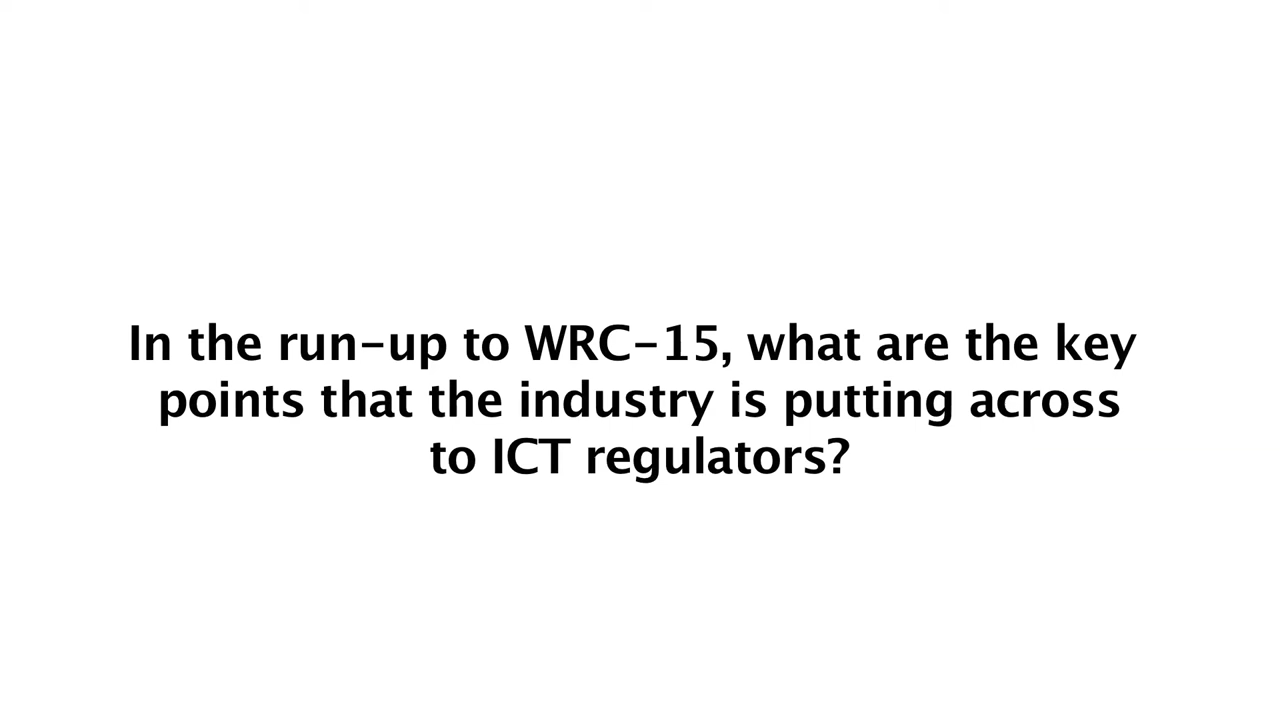 In the run-up to WRC-15, what are the key
points that the industry is putting across
to ICT regulators?